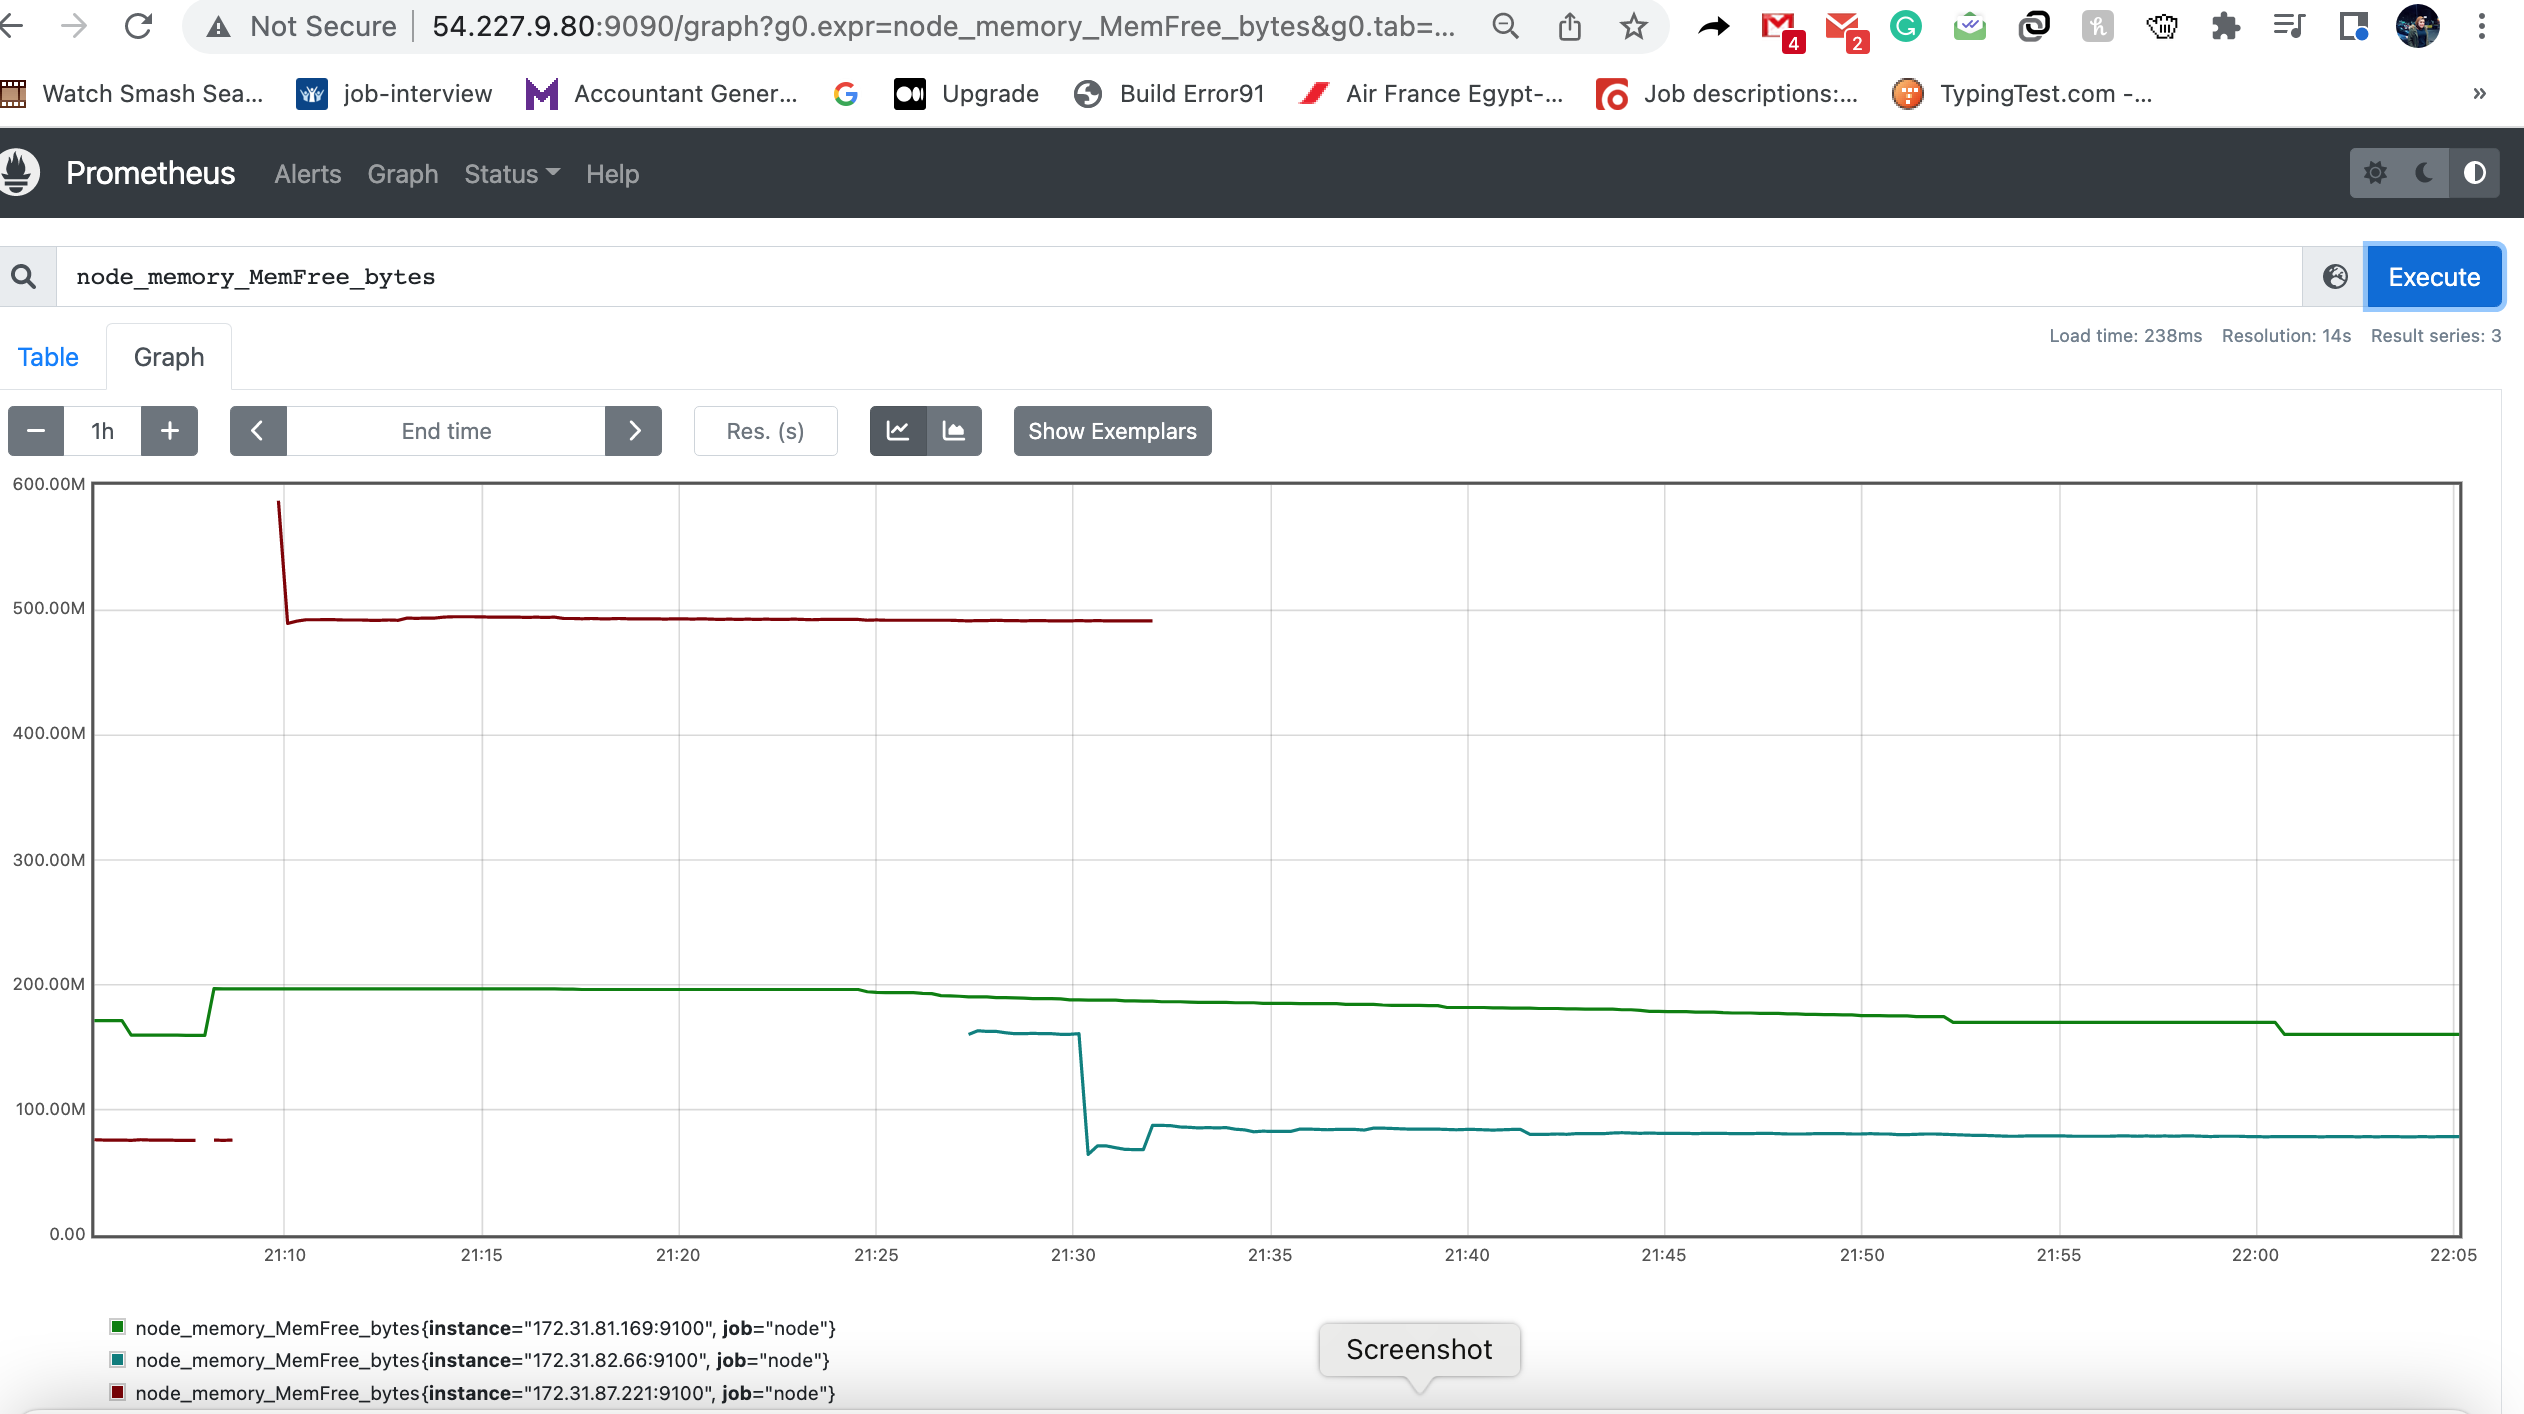 Not Secure 54.227.9.80:9090/graph?g0.expr=node_memory_MemFree_bytes&g0.tab=... 4 2
Watch Smash Sea... job-interview Accountant Gener... Upgrade Build Error91 Air France Egypt-... Job descriptions:... TypingTest.com -... »
Prometheus Alerts Graph Status Help
node_memory_MemFree_bytes Execute
Load time: 238ms Resolution: 14s Result series: 3
Table Graph
− 1h + End time Res. (s) Show Exemplars
600.00M
500.00M
400.00M
300.00M
200.00M
100.00M
0.00
21:10 21:15 21:20 21:25 21:30 21:35 21:40 21:45 21:50 21:55 22:00 22:05
node_memory_MemFree_bytes{instance="172.31.81.169:9100", job="node"}
Screenshot
node_memory_MemFree_bytes{instance="172.31.82.66:9100", job="node"}
node_memory_MemFree_bytes{instance="172.31.87.221:9100", job="node"}